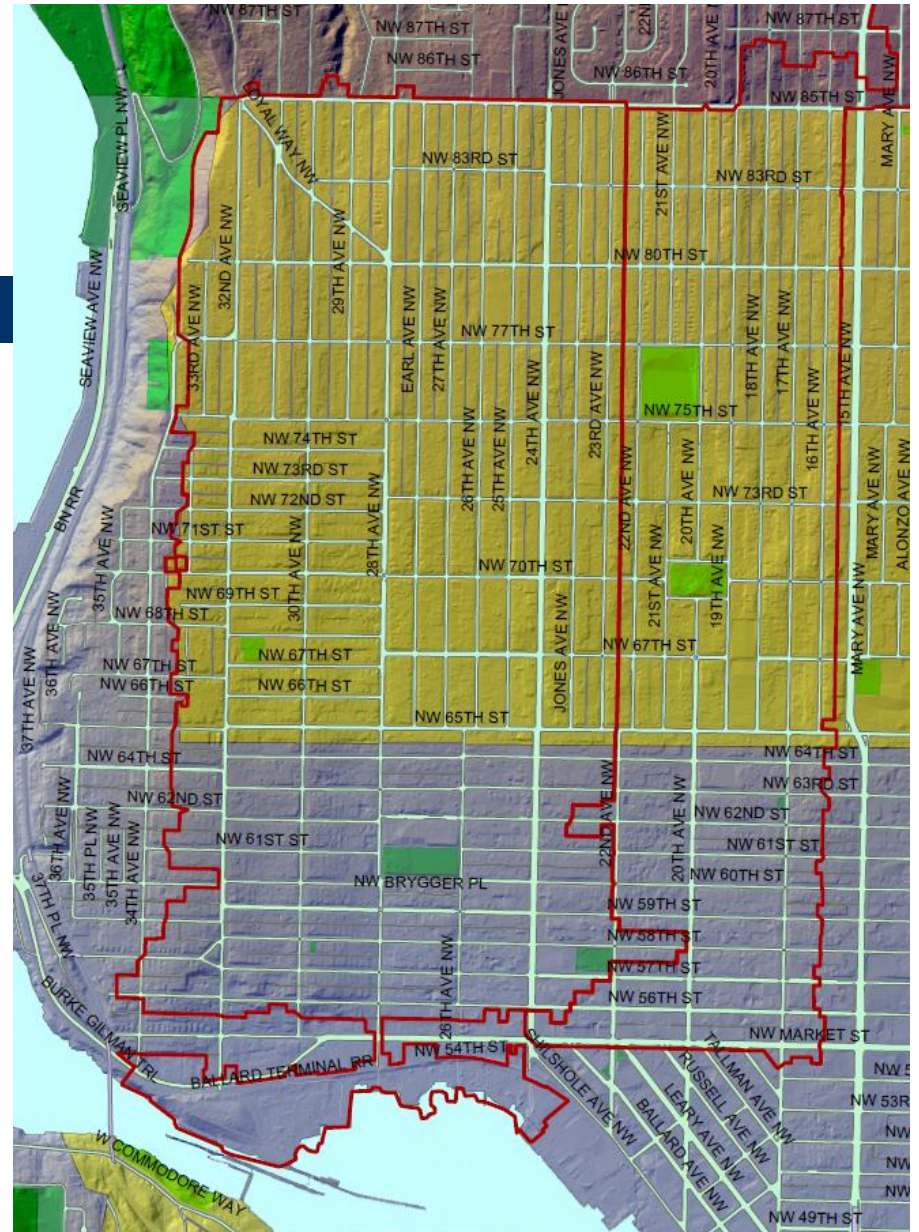 NW 87TH ST
NW 87TH ST
NW 87TH ST
NW 86TH ST
NW 86TH ST
JONES AVE NW
22N
20TH AVE NW
MARY AVE NW
NW 85TH ST
SEAVIEW PL NW
LOYAL WAY NW
NW 83RD ST
NW 83RD ST
21ST AVE NW
32ND AVE NW
29TH AVE NW
NW 80TH ST
SEAVIEW AVE NW
33RD AVE NW
EARL AVE NW
27TH AVE NW
NW 77TH ST
24TH AVE NW
23RD AVE NW
18TH AVE NW
17TH AVE NW
16TH AVE NW
15TH AVE NW
NW 75TH ST
NW 74TH ST
NW 73RD ST
NW 72ND ST
NW 71ST ST
28TH AVE NW
26TH AVE NW
25TH AVE NW
22ND AVE NW
20TH AVE NW
NW 73RD ST
MARY AVE NW
ALONZO AVE NW
BN RR
35TH AVE NW
NW 70TH ST
NW 69TH ST
30TH AVE NW
21ST AVE NW
19TH AVE NW
NW 68TH ST
36TH AVE NW
NW 67TH ST
NW 67TH ST
NW 67TH ST
JONES AVE NW
MARY AVE NW
NW 66TH ST
NW 66TH ST
37TH AVE NW
NW 65TH ST
NW 64TH ST
NW 64TH ST
NW 63RD ST
NW 62ND ST
NW 62ND ST
36TH AVE NW
35TH PL NW
35TH AVE NW
34TH AVE NW
NW 61ST ST
NW 61ST ST
22ND AVE NW
20TH AVE NW
NW 60TH ST
NW BRYGGER PL
NW 59TH ST
NW 58TH ST
37TH PL NW
NW 57TH ST
26TH AVE NW
NW 56TH ST
BURKE GILMAN TRL
NW MARKET ST
NW 54TH ST
BALLARD TERMINAL RR
SHILSHOLE AVE NW
TALLMAN AVE NW
RUSSELL AVE NW
LEARY AVE NW
BALLARD AVE NW
NW 5
NW 53R
NW
NW
NW
W COMMODORE WAY
NW 49TH ST